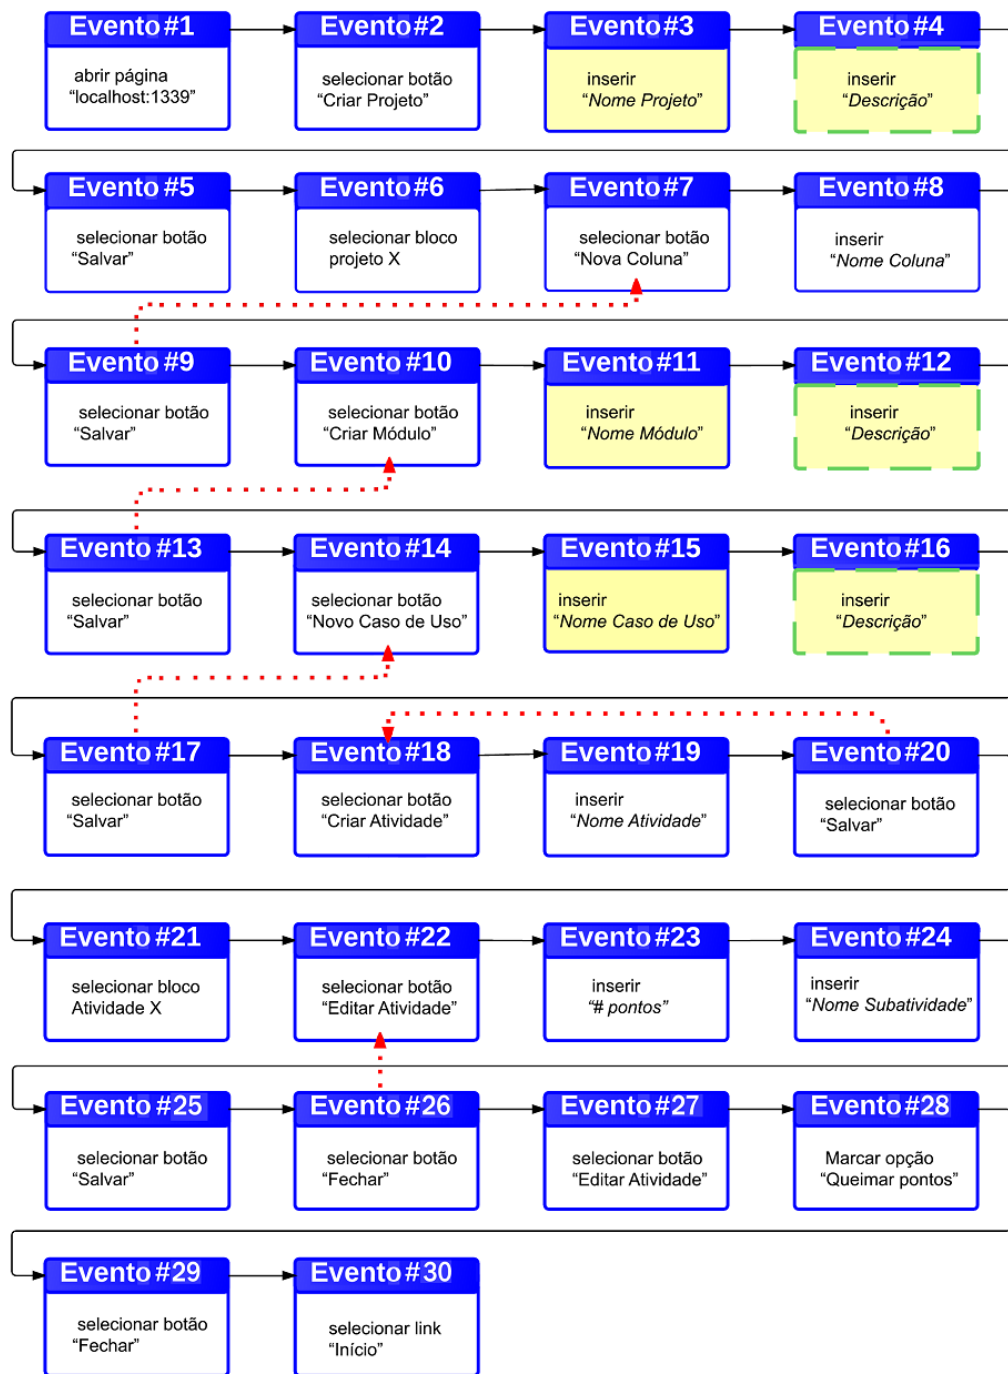 Evento #1
abrir página
“localhost:1339”
Evento #2
selecionar botão
“Criar Projeto”
Evento #3
inserir
“Nome Projeto”
Evento #4
inserir
“Descrição”
Evento #5
selecionar botão
“Salvar”
Evento #6
selecionar bloco
projeto X
Evento #7
selecionar botão
“Nova Coluna”
Evento #8
inserir
“Nome Coluna”
Evento #9
selecionar botão
“Salvar”
Evento #10
selecionar botão
“Criar Módulo”
Evento #11
inserir
“Nome Módulo”
Evento #12
inserir
“Descrição”
Evento #13
selecionar botão
“Salvar”
Evento #14
selecionar botão
“Novo Caso de Uso”
Evento #15
inserir
“Nome Caso de Uso”
Evento #16
inserir
“Descrição”
Evento #17
selecionar botão
“Salvar”
Evento #18
selecionar botão
“Criar Atividade”
Evento #19
inserir
“Nome Atividade”
Evento #20
selecionar botão
“Salvar”
Evento #21
selecionar bloco
Atividade X
Evento #22
selecionar botão
“Editar Atividade”
Evento #23
inserir
“# pontos”
Evento #24
inserir
“Nome Subatividade”
Evento #25
selecionar botão
“Salvar”
Evento #26
selecionar botão
“Fechar”
Evento #27
selecionar botão
“Editar Atividade”
Evento #28
Marcar opção
“Queimar pontos”
Evento #29
selecionar botão
“Fechar”
Evento #30
selecionar link
“Início”